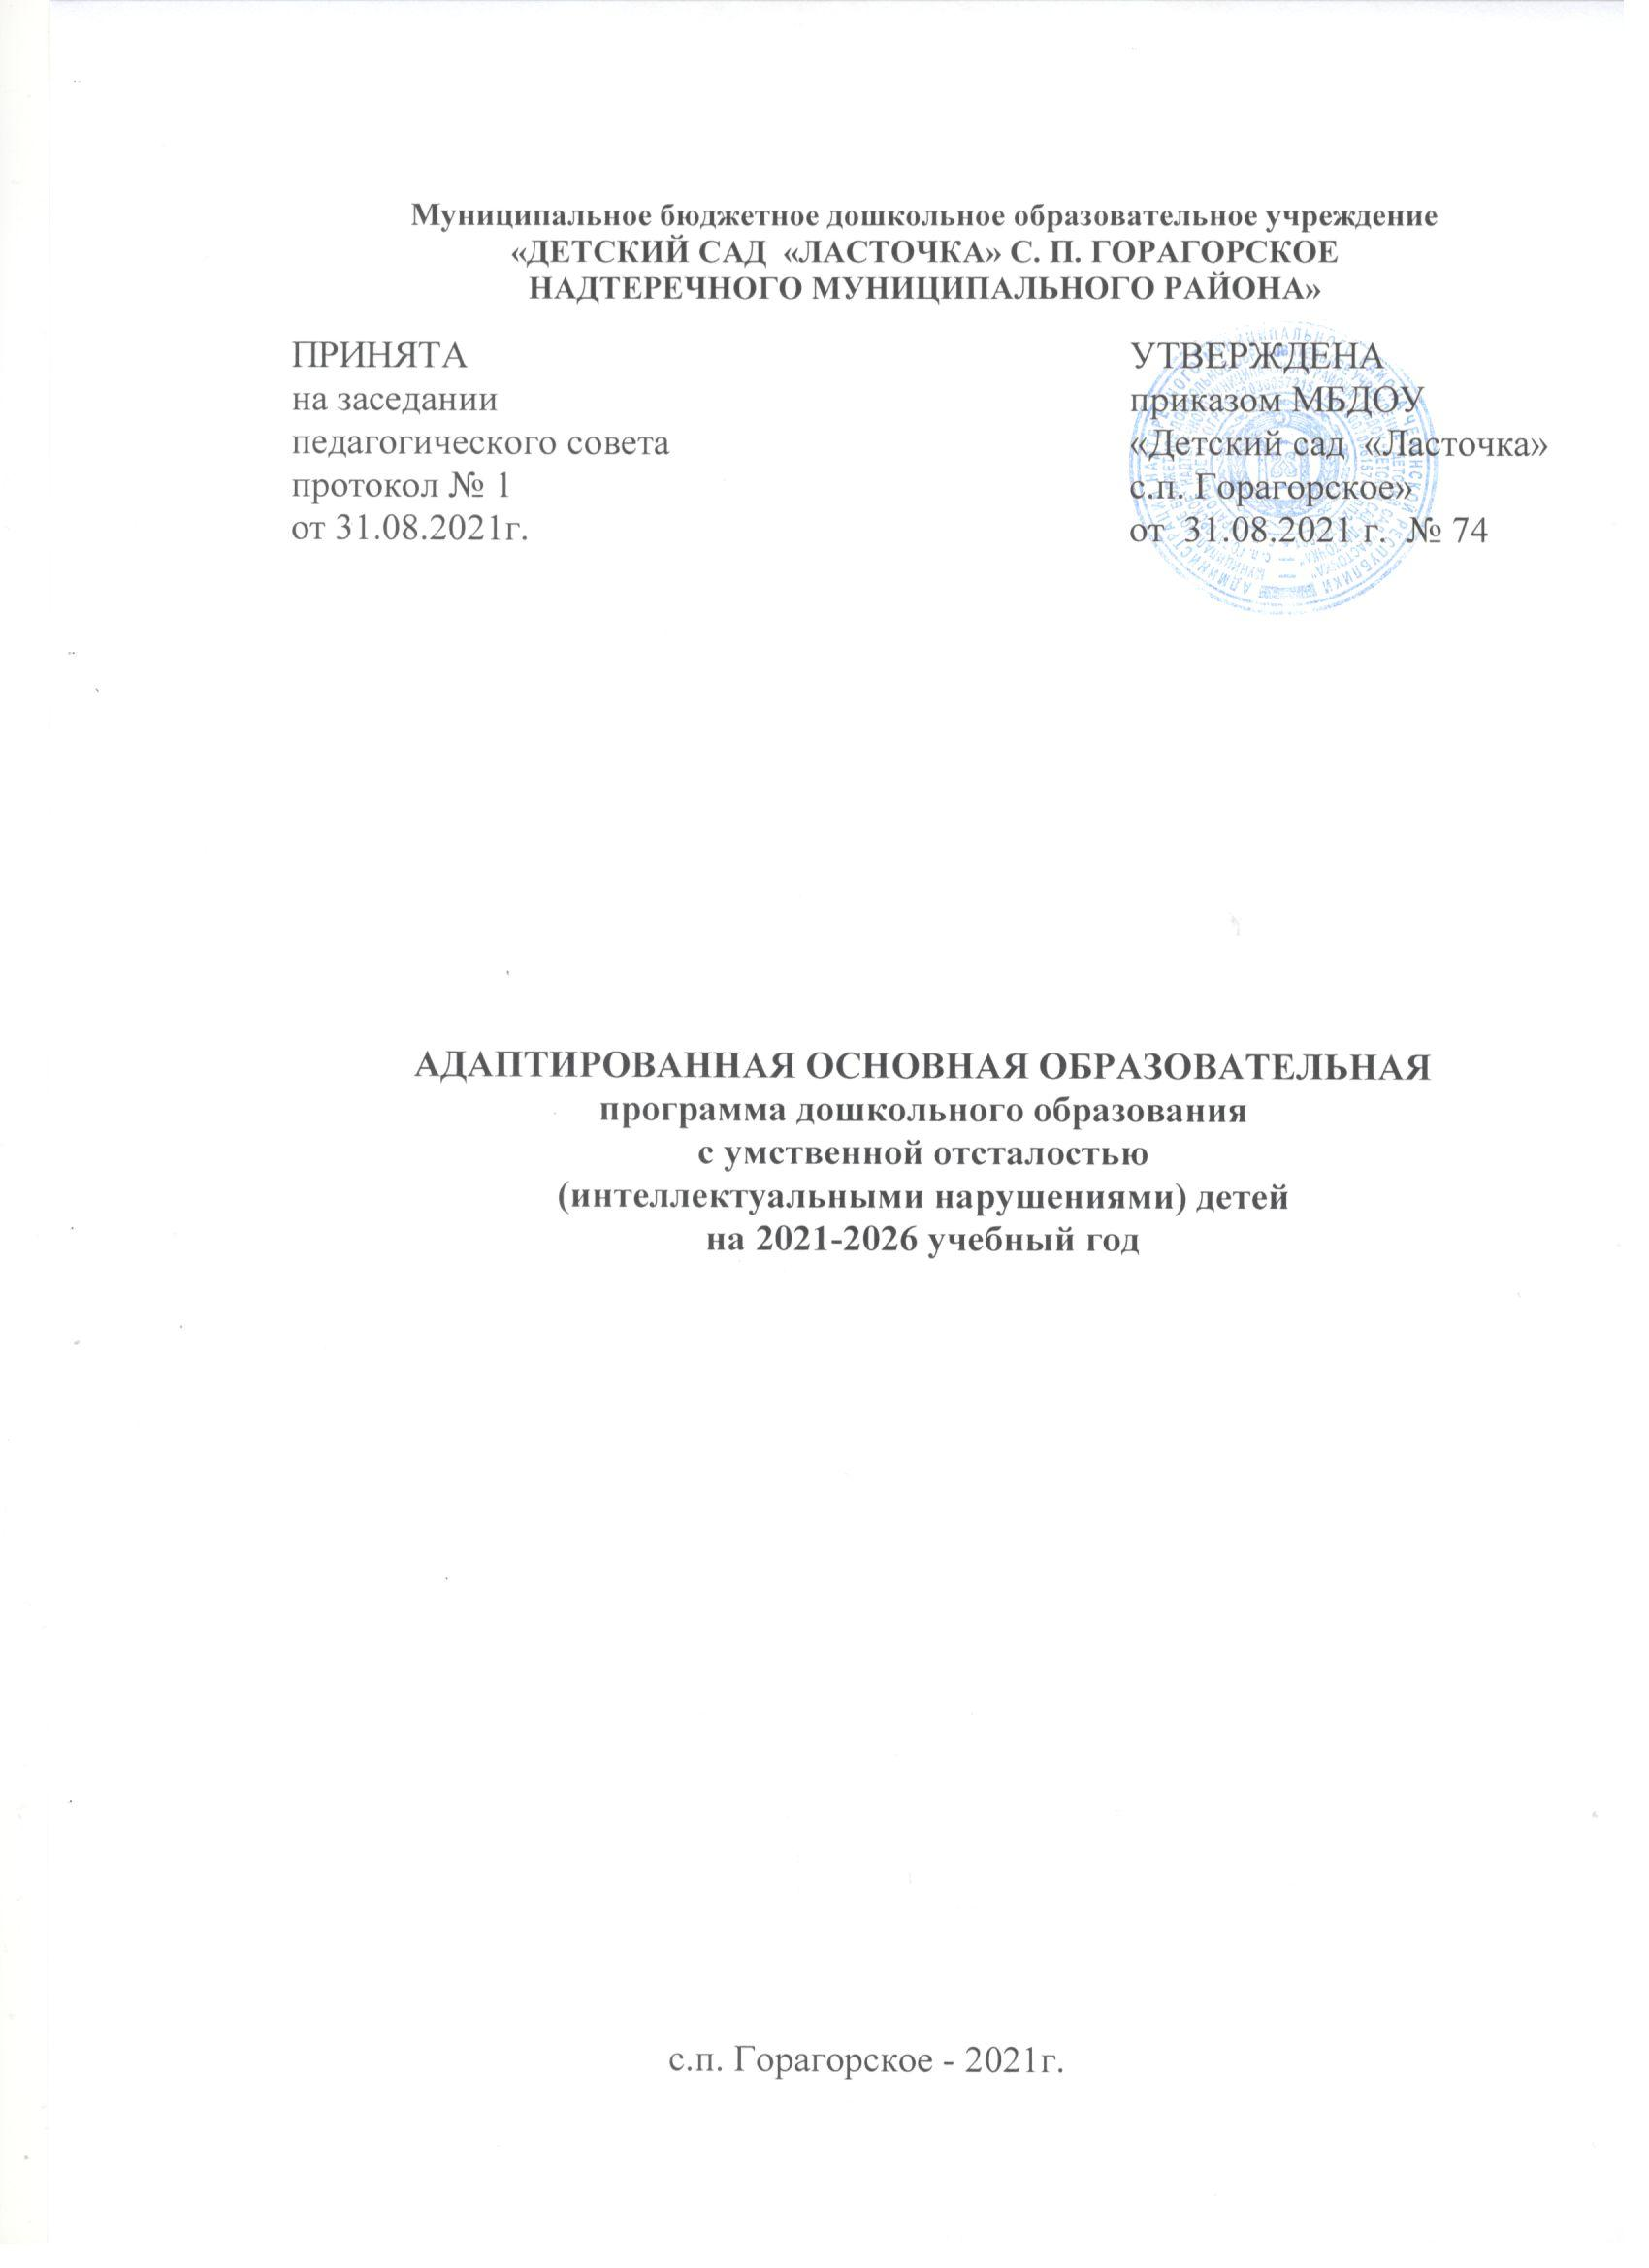 Муниципальное бюджетное дошкольное образовательное учреждение
«ДЕТСКИЙ САД «ЛАСТОЧКА» С. П. ГОРАГОРСКОЕ
НАДТЕРЕЧНОГО МУНИЦИПАЛЬНОГО РАЙОНА»
ПРИНЯТА
на заседании
педагогического совета
протокол № 1
от 31.08.2021г.
УТВЕРЖДЕНА
приказом МБДОУ
«Детский сад «Ласточка»
с.п. Горагорское»
от 31.08.2021 г. № 74
АДАПТИРОВАННАЯ ОСНОВНАЯ ОБРАЗОВАТЕЛЬНАЯ
программа дошкольного образования
с умственной отсталостью
(интеллектуальными нарушениями) детей
на 2021-2026 учебный год
с.п. Горагорское - 2021г.